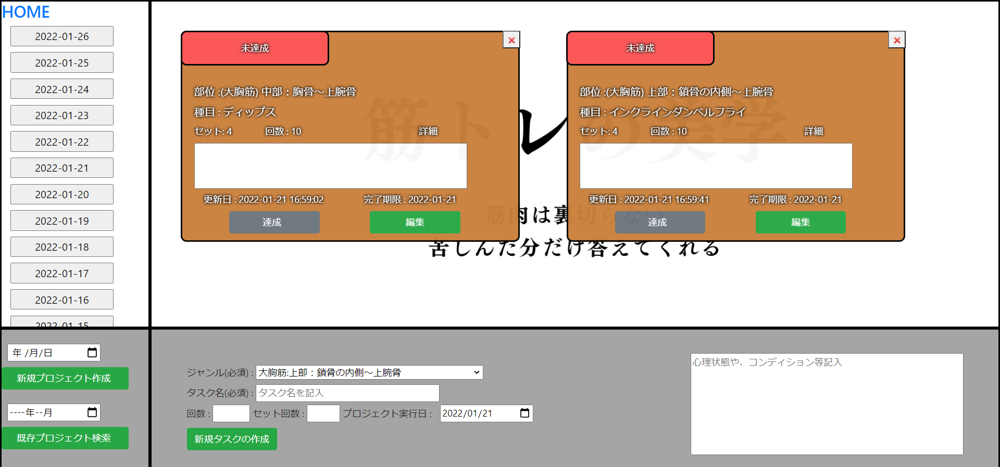 HOME
2022-01-26
2022-01-25
2022-01-24
2022-01-23
2022-01-22
2022-01-21
2022-01-20
2022-01-19
2022-01-18
2022-01-17
2022-01-16
2022-01-15
年 /月/日
新規プロジェクト作成
----年--月
既存プロジェクト検索
筋トレの美学
筋肉は裏切らない
苦しんだ分だけ答えてくれる
未達成
×
部位 :(大胸筋) 中部：胸骨～上腕骨
種目 : ディップス
セット: 4 回数 : 10 詳細
更新日 : 2022-01-21 16:59:02 完了期限 : 2022-01-21
達成 編集
未達成
×
部位 :(大胸筋) 上部：鎖骨の内側～上腕骨
種目 : インクラインダンベルフライ
セット: 4 回数 : 10 詳細
更新日 : 2022-01-21 16:59:41 完了期限 : 2022-01-21
達成 編集
ジャンル(必須) : 大胸筋:上部：鎖骨の内側～上腕骨
タスク名(必須) : タスク名を記入
回数 : セット回数 : プロジェクト実行日 : 2022/01/21
新規タスクの作成
心理状態や、コンディション等記入